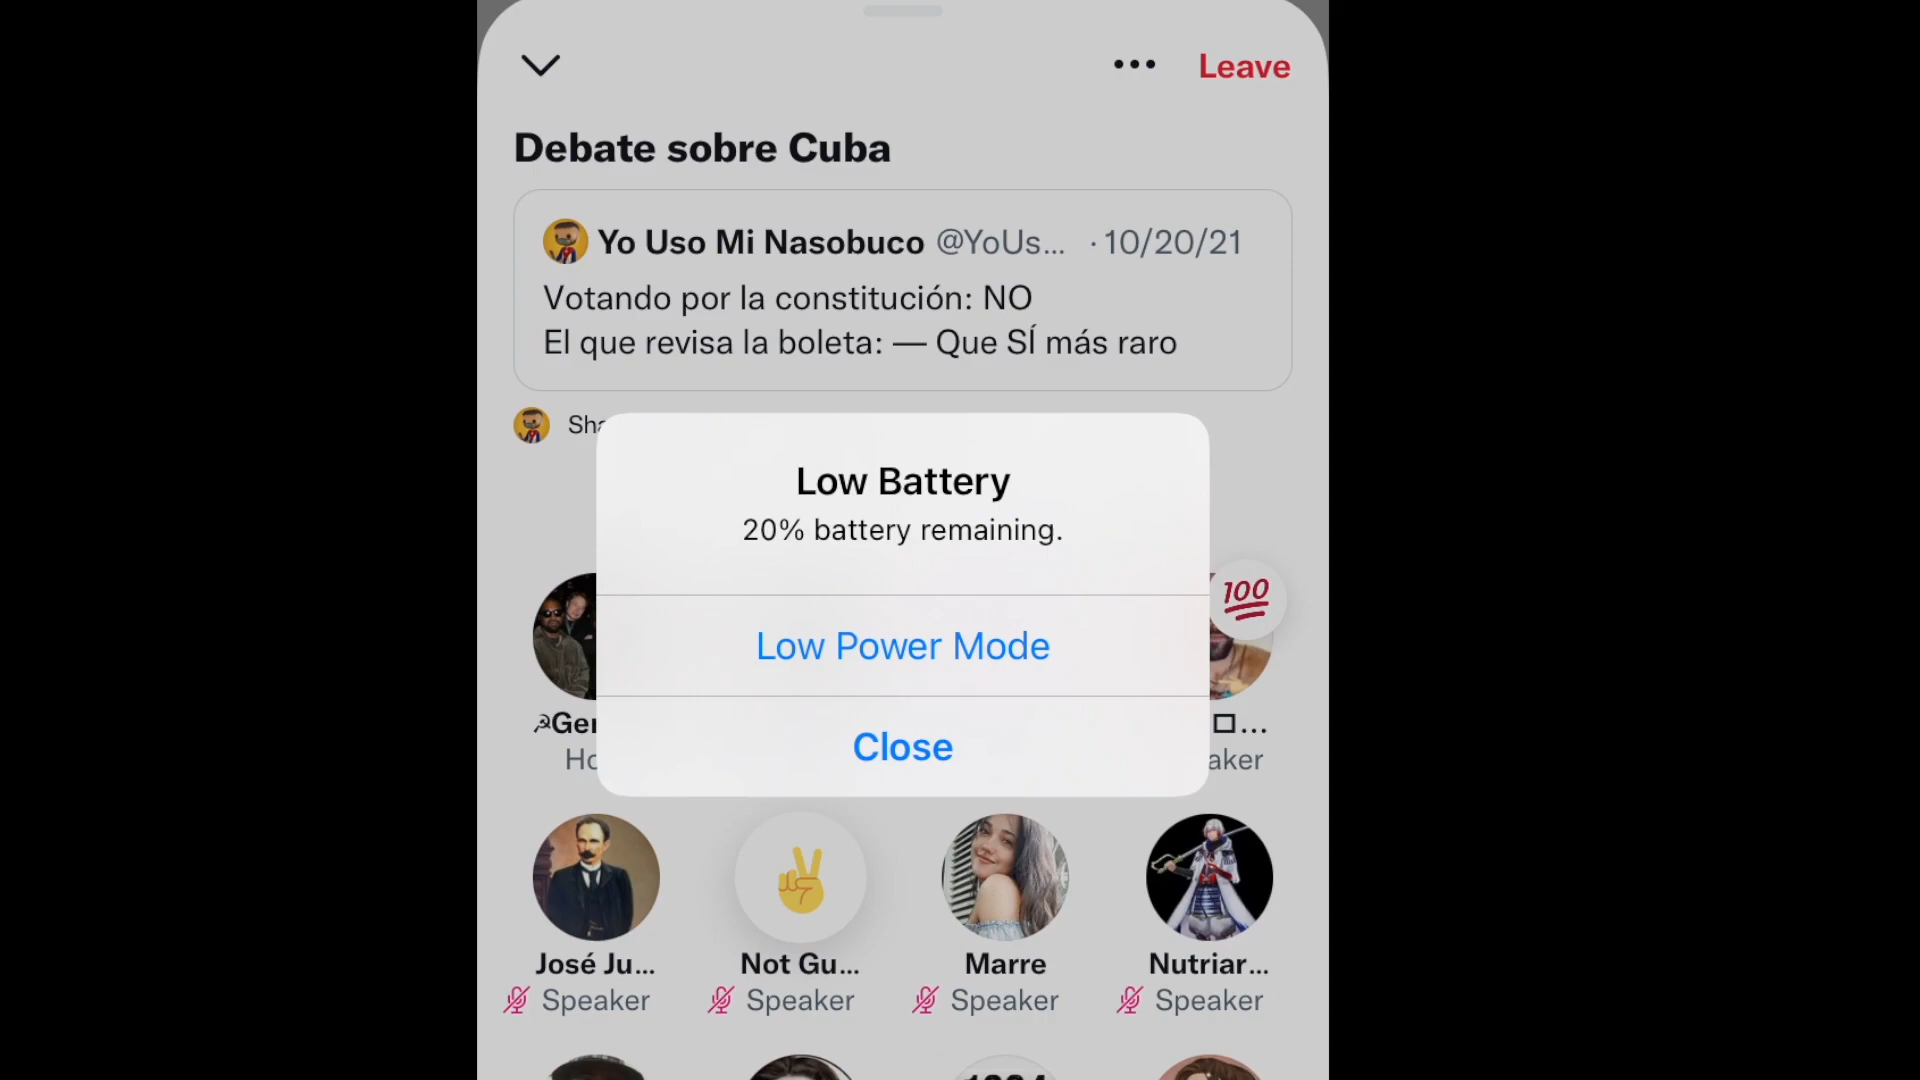 Leave
Debate sobre Cuba
Yo Uso Mi Nasobuco @YoUs... · 10/20/21
Votando por la constitución: NO
El que revisa la boleta: — Que SÍ más raro
Low Battery
20% battery remaining.
Low Power Mode
Close
100
José Ju...
Not Gu...
Marre
Nutriar...
Speaker
Speaker
Speaker
Speaker